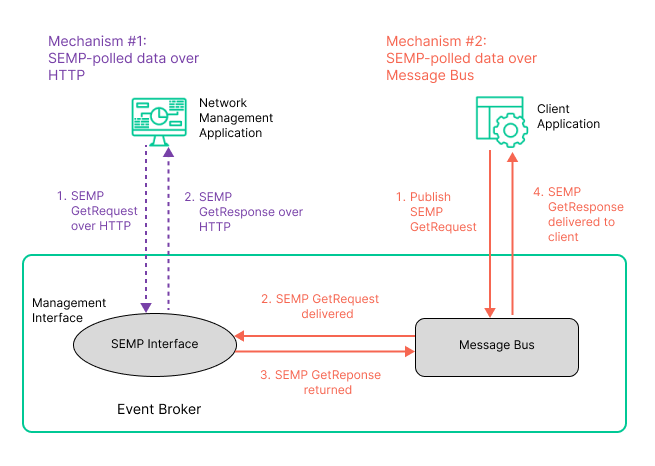 Mechanism #1:
SEMP-polled data over
HTTP
Mechanism #2:
SEMP-polled data over
Message Bus
Network
Management
Application
Client
Application
1. SEMP
GetRequest
over HTTP
2. SEMP
GetResponse over
HTTP
1. Publish
SEMP
GetRequest
4. SEMP
GetResponse
delivered to
client
Management
Interface
SEMP Interface
2. SEMP GetRequest
delivered
Message Bus
3. SEMP GetReponse
returned
Event Broker